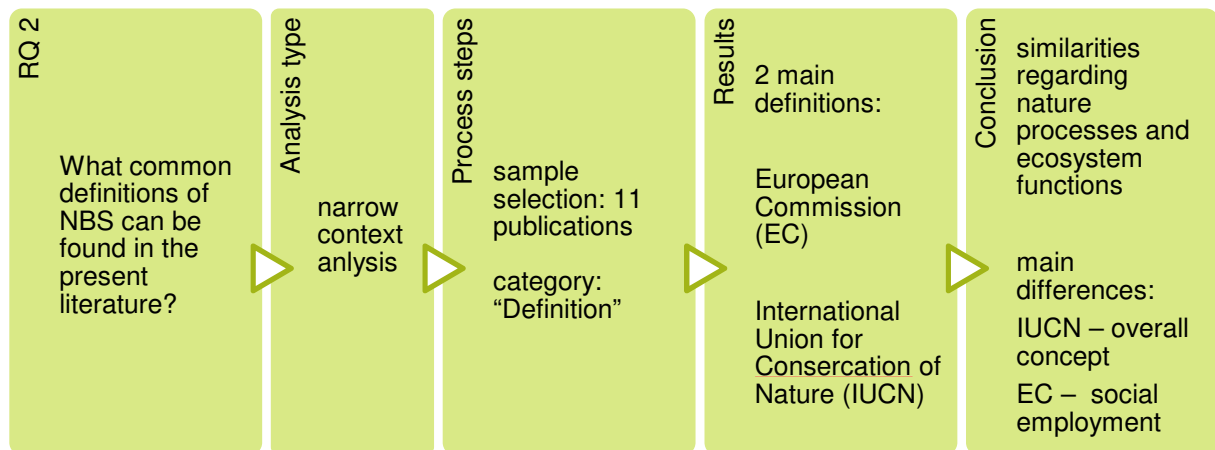 RQ 2
What common
definitions of
NBS can be
found in the
present
literature?
Analysis type
narrow
context
anlysis
Process steps
sample
selection: 11
publications
category:
“Definition”
Results
2 main
definitions:
European
Commission
(EC)
International
Union for
Consercation of
Nature (IUCN)
Conclusion
similarities
regarding
nature
processes and
ecosystem
functions
main
differences:
IUCN – overall
concept
EC – social
employment